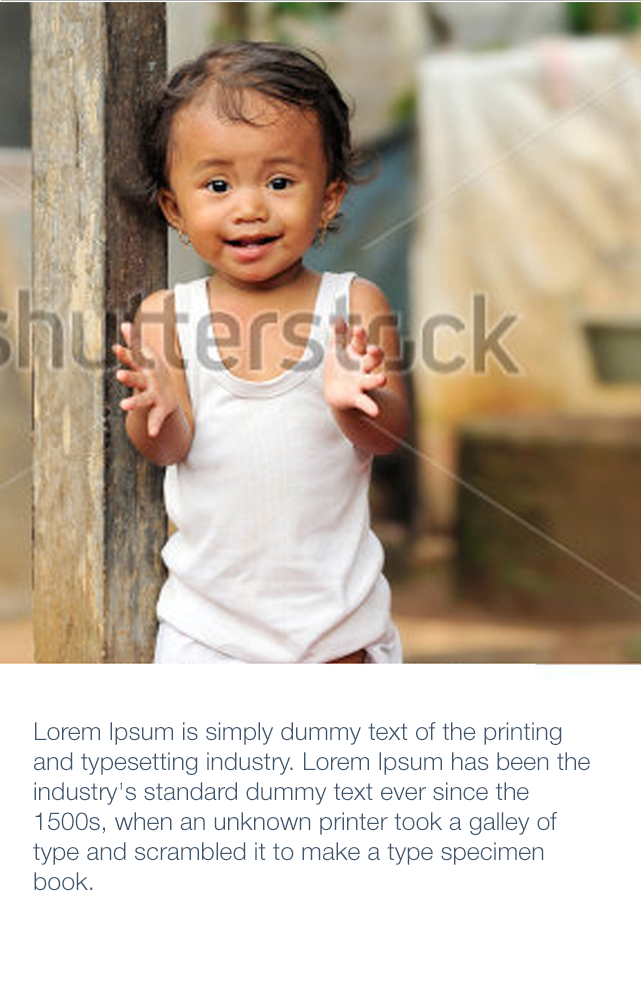 shutterstock
Lorem Ipsum is simply dummy text of the printing
and typesetting industry. Lorem Ipsum has been the
industry's standard dummy text ever since the
1500s, when an unknown printer took a galley of
type and scrambled it to make a type specimen
book.